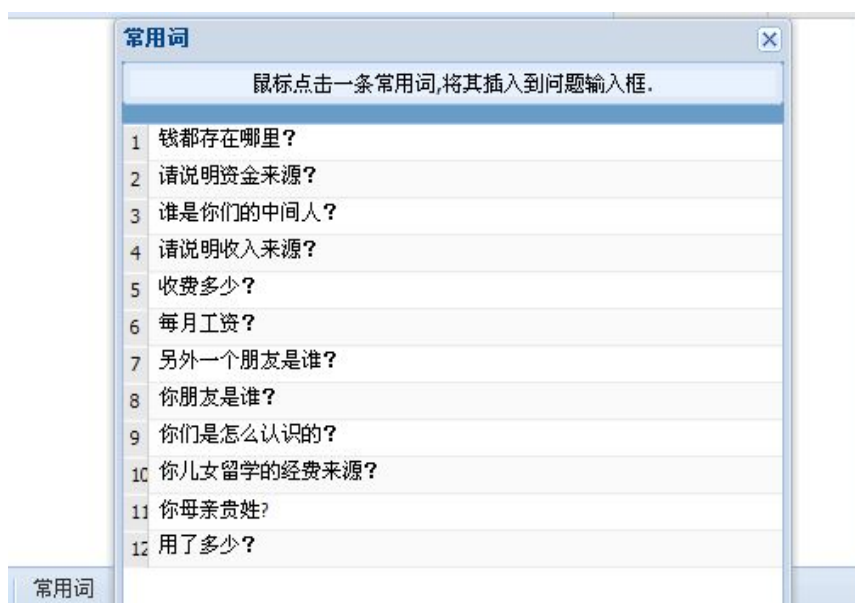 常用词
鼠标点击一条常用词,将其插入到问题输入框.
1 钱都存在哪里?
2 请说明资金来源?
3 谁是你们的中间人?
4 请说明收入来源?
5 收费多少?
6 每月工资?
7 另外一个朋友是谁?
8 你朋友是谁?
9 你们是怎么认识的?
10 你儿女留学的经费来源?
11 你母亲贵姓?
12 用了多少?
常用词